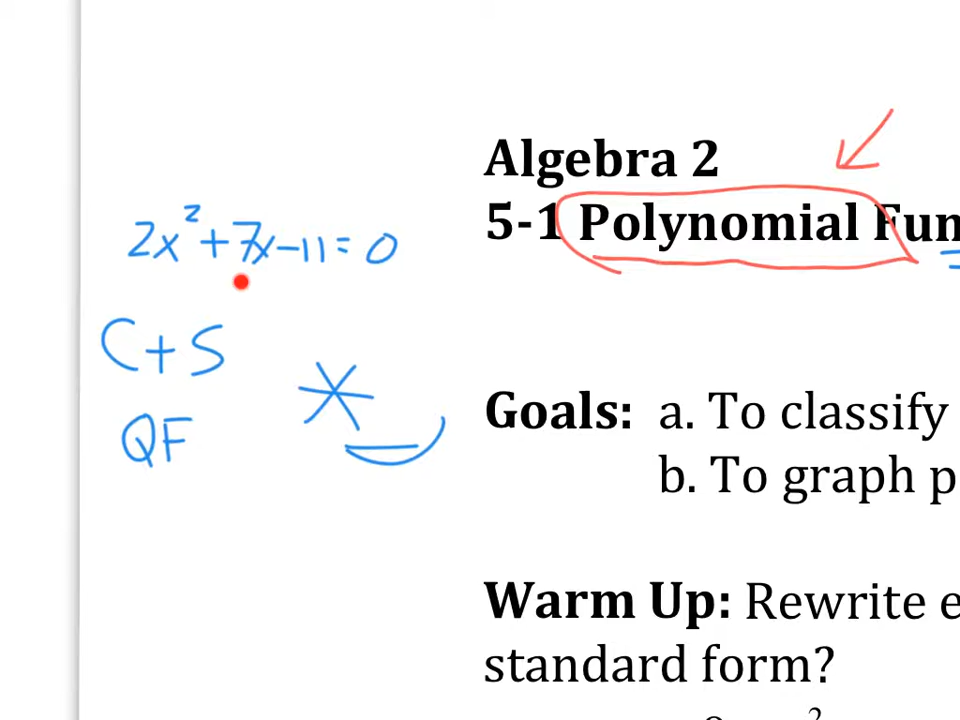 2x²+7x-11=0
C+S
QF
Algebra 2
5-1 Polynomial Fun
Goals: a. To classify
b. To graph p
Warm Up: Rewrite e
standard form?